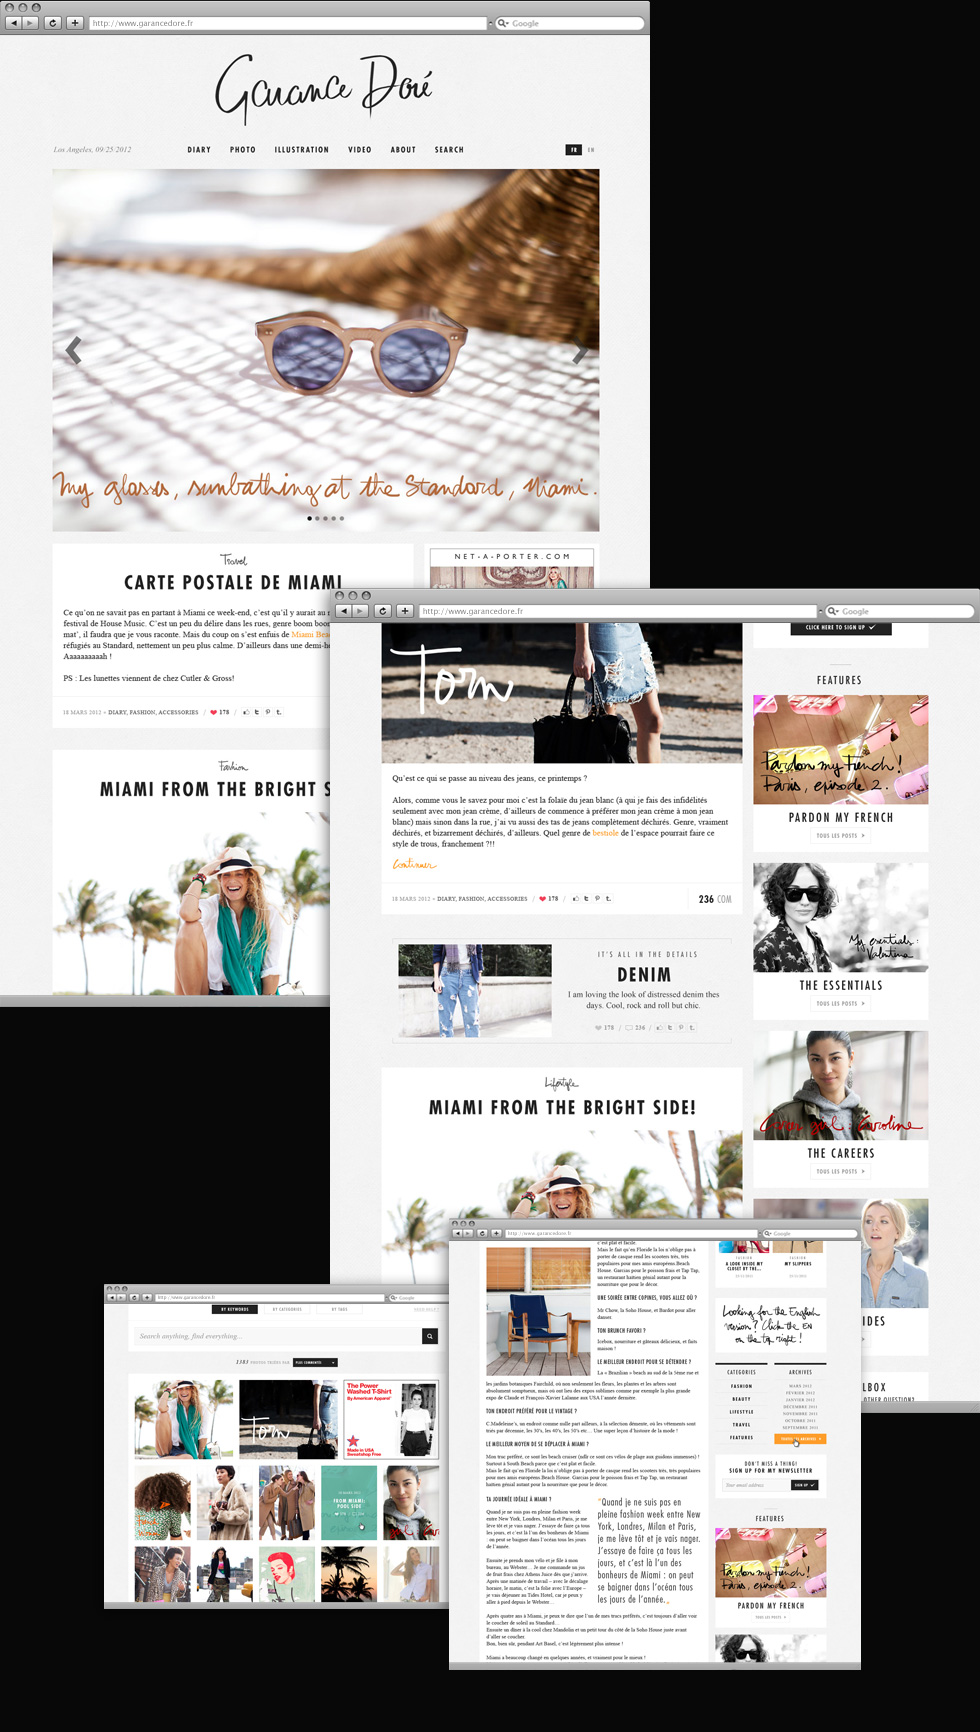 http://www.garancedore.fr
Google
Garance Doré
Los Angeles, 09/25/2012
DIARY PHOTO ILLUSTRATION VIDEO ABOUT SEARCH
FR EN
My glasses, sunbathing at the Standard, Miami.
Travel
CARTE POSTALE DE MIAMI
Ce qu'on ne savait pas en partant à Miami ce week-end, c'est qu'il y aurait au
festival de House Music. C'est un peu du délire dans les rues, genre boom boom
mat', il faudra que je vous raconte. Mais du coup on s'est enfuis de Miami
réfugiés au Standard, nettement un peu plus calme. D'ailleurs dans une demi-
Aaaaaaaaah !
PS : Les lunettes viennent de chez Cutler & Gross!
18 MARS 2012 - DIARY, FASHION, ACCESSORIES / 178 /
NET-A-PORTER.COM
Fashion
MIAMI FROM THE BRIGHT S
http://www.garancedore.fr
Google
Torn
Qu'est ce qui se passe au niveau des jeans, ce printemps ?
Alors, comme vous le savez pour moi c'est la folaie du jean blanc (à qui je fais des infidélités
seulement avec mon jean crème, d'ailleurs de commence à préférer mon jean crème à mon jean
blanc) mais sinon dans la rue, j'ai vu aussi des tas de jeans complètement déchirés. Genre, vraiment
déchirés, et bizarrement déchirés, d'ailleurs. Quel genre de bestiole de l'espace pourrait faire ce
style de trous, franchement ?!!
Continuer
18 MARS 2012 - DIARY, FASHION, ACCESSORIES / 178 /
236 COM
IT'S ALL IN THE DETAILS
DENIM
I am loving the look of distressed denim thes
days. Cool, rock and roll but chic.
178 / 236 /
Lifestyle
MIAMI FROM THE BRIGHT SIDE!
CLICK HERE TO SIGN UP
FEATURES
Pardon my French!
Paris, episode 2.
PARDON MY FRENCH
TOUS LES POSTS >
My essentials:
Valentina
THE ESSENTIALS
TOUS LES POSTS >
Career girl: Caroline
THE CAREERS
TOUS LES POSTS >
IDES
LBOX
OTHER QUESTION?
http://www.garancedore.fr
Google
BY KEYWORDS BY CATEGORIES BY TAGS
Search anything, find everything...
1383
PLUS COMMENTÉS
Torn
The Power
Washed T-Shirt
By American Apparel
Made in USA
Sweatshop Free
FROM MIAMI:
POOL SIDE
http://www.garancedore.fr
Google
c'est plat et facile.
Mais le fait qu'en Floride la loi n'oblige pas à
porter de casque rend les scooters très, très
populaires pour mes amis européens Beach
House. Garcias pour le poisson frais et Tap Tap,
un restaurant haïtien génial autant pour la
nourriture que pour le décor.
UNE SOIRÉE ENTRE COPINES, VOUS ALLEZ OÙ ?
Mr Chow, la Soho House, et Bardot pour aller
danser.
TON BRUNCH FAVORI ?
Icebox, nourriture et gâteaux délicieux, et faits
maison !
LE MEILLEUR ENDROIT POUR SE DÉTENDRE ?
La « Brazilian » beach au sud de la 5ème rue et
les jardins botaniques Fairchild, où non seulement les fleurs, les plantes et les arbres sont
absolument somptueux, mais où ont lieu des expos sublimes comme par exemple la plus grande
expo de Claude et François-Xavier Lalanne aux USA l'année dernière.
TON ENDROIT PRÉFÉRÉ POUR LE VINTAGE ?
C.Madeleine's, un endroit comme nulle part ailleurs, à la sélection démente, où les vêtements sont
triés par décennie, les 30's, les 40's, les 50's etc... Une super leçon d'histoire de la mode !
LE MEILLEUR MOYEN DE SE DÉPLACER À MIAMI ?
Mon truc préféré, ce sont les beach cruiser (ndlr ce sont ces vélos de plage aux guidons immenses) !
Surtout à South Beach parce que c'est plat et facile.
Mais le fait qu'en Floride la loi n'oblige pas à porter de casque rend les scooters très, très populaires
pour mes amis européens Beach House. Garcias pour le poisson frais et Tap Tap, un restaurant
haïtien génial autant pour la nourriture que pour le décor.
TA JOURNÉE IDÉALE À MIAMI ?
Quand je ne suis pas en pleine fashion week
entre New York, Londres, Milan et Paris, je me
lève tôt et je vais nager. J'essaye de faire ça tous
les jours, et c'est là l'un des bonheurs de Miami
: on peut se baigner dans l'océan tous les jours
de l'année.
Ensuite je prends mon vélo et je file à mon
bureau, au Webster... Je me commande un jus
de fruit frais chez Athens Juice dès que j'arrive.
Après une matinée de travail – avec le décalage
horaire, le matin, c'est la folie avec l'Europe –
je vais déjeuner au Tides Hotel, car je peux y
aller à pied depuis le Webster...
“Quand je ne suis pas en
pleine fashion week entre New
York, Londres, Milan et Paris,
je me lève tôt et je vais nager.
J'essaye de faire ça tous les
jours, et c'est là l'un des
bonheurs de Miami : on peut
se baigner dans l'océan tous
les jours de l'année.„
Après quatre ans à Miami, je peux te dire que l'un de mes trucs préférés, c'est toujours d'aller voir
le coucher de soleil au Standard...
Ensuite un dîner à la cool chez Mandolin et un petit tour du côté de la Soho House juste avant
d'aller se coucher.
Bon, bien sûr, pendant Art Basel, c'est légèrement plus intense !
Miami a beaucoup changé en quelques années, et vraiment pour le mieux !
FASHION
A LOOK INSIDE MY
CLOSET BY THE...
FASHION
MY SLIPPERS
Looking for the English
version? Click the EN
on the top right!
CATEGORIES
FASHION
BEAUTY
LIFESTYLE
TRAVEL
FEATURES
ARCHIVES
MARS 2012
FÉVRIER 2012
JANVIER 2012
DÉCEMBRE 2011
NOVEMBRE 2011
OCTOBRE 2011
SEPTEMBRE 2011
DON'T MISS A THING!
SIGN UP FOR MY NEWSLETTER
Your email address
SIGN UP
FEATURES
Pardon my French!
Paris, episode 2.
PARDON MY FRENCH
TOUS LES POSTS >